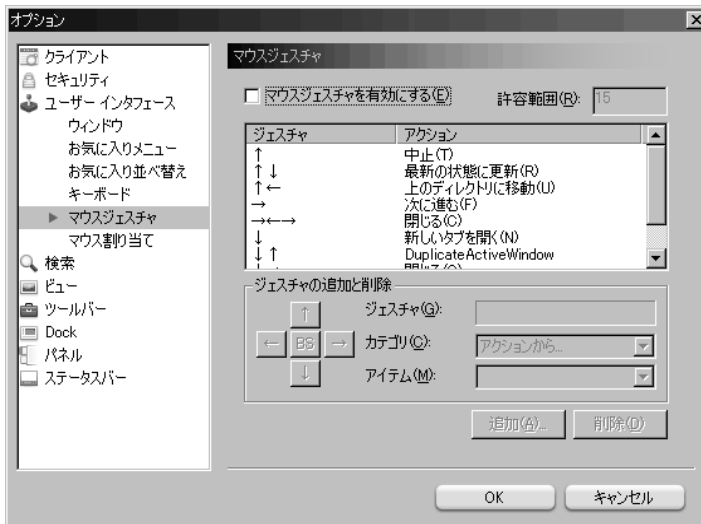 オプション
クライアント
セキュリティ
ユーザー インタフェース
ウィンドウ
お気に入りメニュー
お気に入り並べ替え
キーボード
マウスジェスチャ
マウス割り当て
検索
ビュー
ツールバー
Dock
パネル
ステータスバー
マウスジェスチャ
マウスジェスチャを有効にする(E) 許容範囲(R): 15
ジェスチャ アクション
↑ 中止(T)
↑ ↓ 最新の状態に更新(R)
↑← 上のディレクトリに移動(U)
→ 次に進む(F)
→←→ 閉じる(C)
↓ 新しいタブを開く(N)
↓ ↑ DuplicateActiveWindow
ジェスチャの追加と削除
↑ ジェスチャ(G):
← BS → カテゴリ(C): アクションから...
↓ アイテム(M):
追加(A)... 削除(D)
OK キャンセル